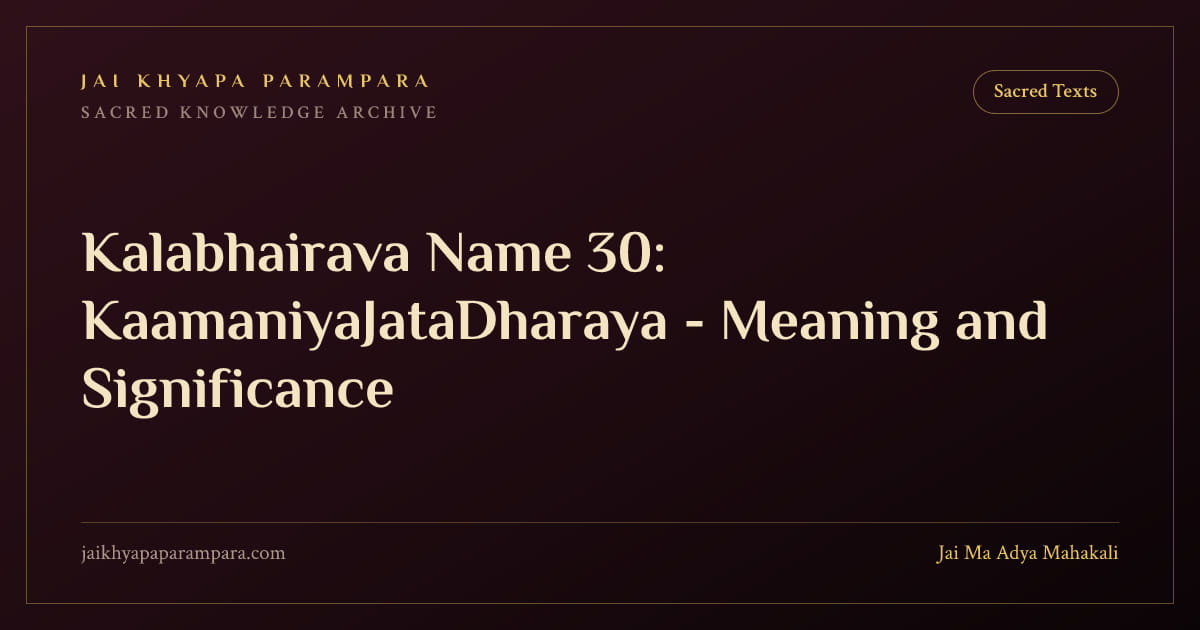 JAI KHYAPA PARAMPARA
SACRED KNOWLEDGE ARCHIVE
Sacred Texts
Kalabhairava Name 30:
KaamaniyaJataDharaya - Meaning and
Significance
jaikhyapaparampara.com
Jai Ma Adya Mahakali